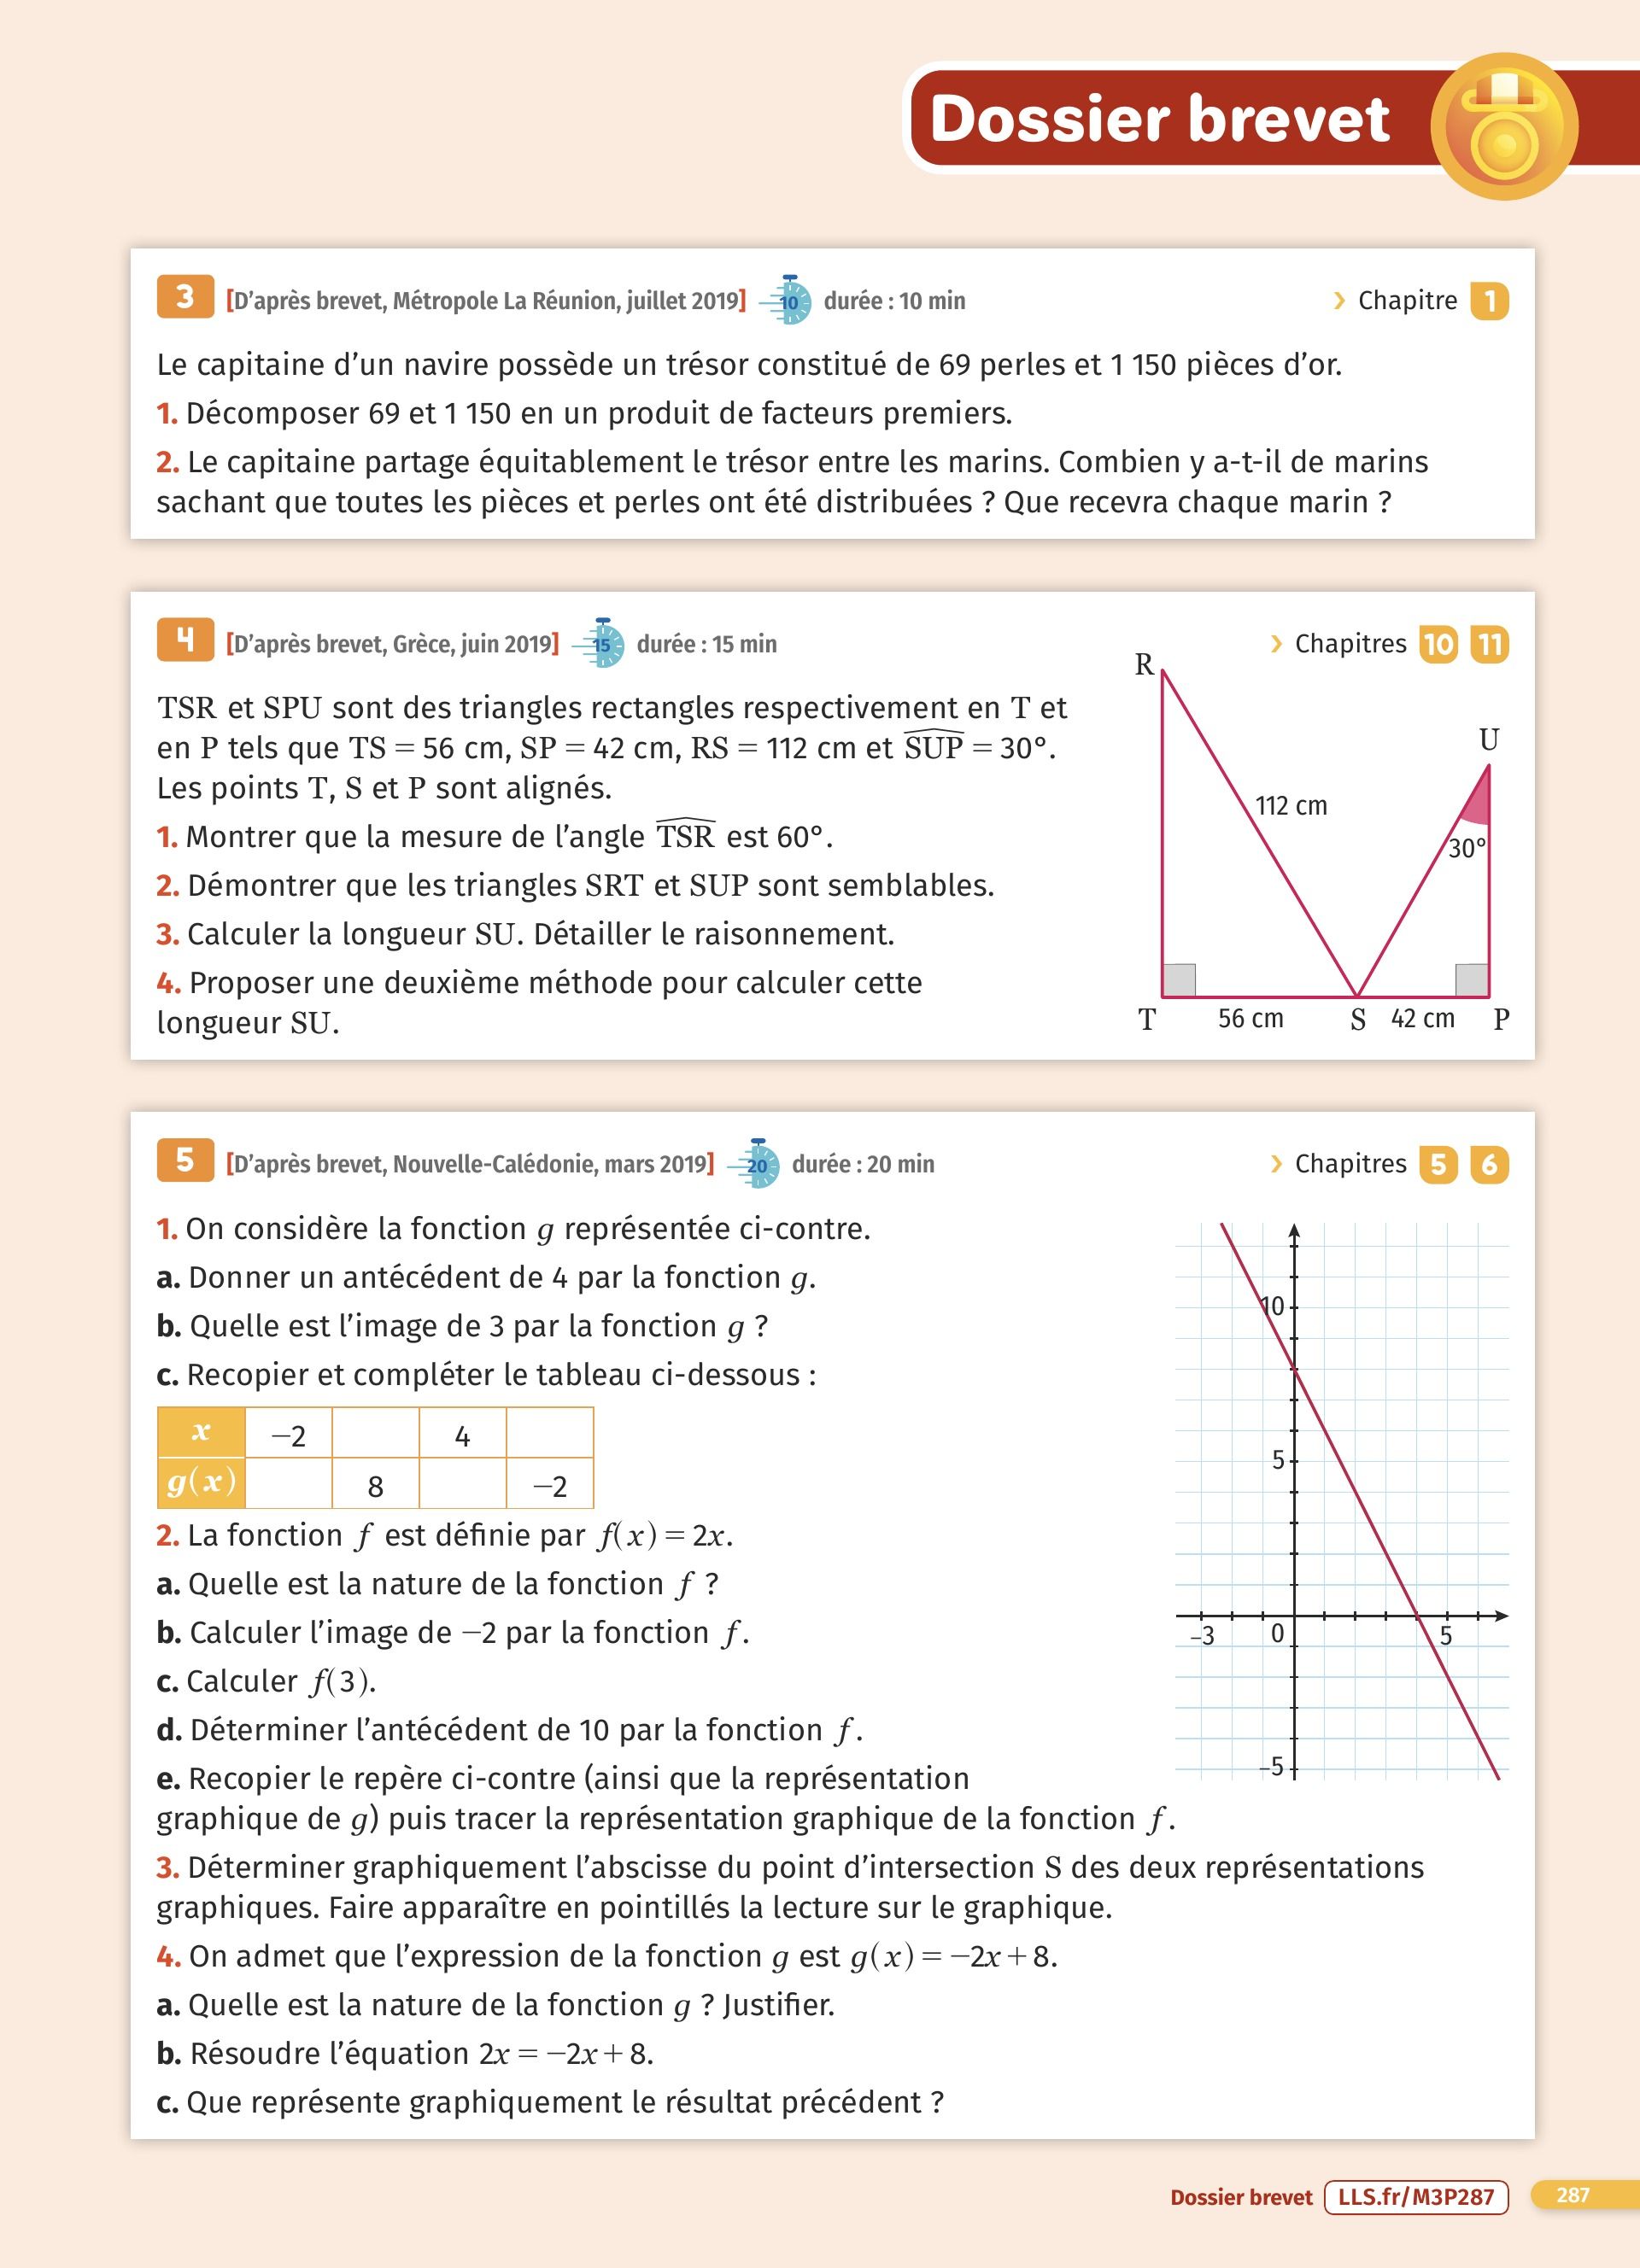 Dossier brevet
3 [D’après brevet, Métropole La Réunion, juillet 2019] 10 durée : 10 min › Chapitre 1
Le capitaine d’un navire possède un trésor constitué de 69 perles et 1 150 pièces d’or.
1. Décomposer 69 et 1 150 en un produit de facteurs premiers.
2. Le capitaine partage équitablement le trésor entre les marins. Combien y a-t-il de marins
sachant que toutes les pièces et perles ont été distribuées ? Que recevra chaque marin ?
4 [D’après brevet, Grèce, juin 2019] 15 durée : 15 min › Chapitres 10 11
TSR et SPU sont des triangles rectangles respectivement en T et
en P tels que TS = 56 cm, SP = 42 cm, RS = 112 cm et SUP = 30°.
Les points T, S et P sont alignés.
1. Montrer que la mesure de l’angle TSR est 60°.
2. Démontrer que les triangles SRT et SUP sont semblables.
3. Calculer la longueur SU. Détailler le raisonnement.
4. Proposer une deuxième méthode pour calculer cette
longueur SU.
R
U
112 cm
30°
T 56 cm S 42 cm P
5 [D’après brevet, Nouvelle-Calédonie, mars 2019] 20 durée : 20 min › Chapitres 5 6
1. On considère la fonction g représentée ci-contre.
a. Donner un antécédent de 4 par la fonction g.
b. Quelle est l’image de 3 par la fonction g ?
c. Recopier et compléter le tableau ci-dessous :
x −2 4
g(x) 8 −2
2. La fonction f est définie par f(x) = 2x.
a. Quelle est la nature de la fonction f ?
b. Calculer l’image de −2 par la fonction f.
c. Calculer f(3).
d. Déterminer l’antécédent de 10 par la fonction f.
e. Recopier le repère ci-contre (ainsi que la représentation
graphique de g) puis tracer la représentation graphique de la fonction f.
10
5
−3 0 5
−5
3. Déterminer graphiquement l’abscisse du point d’intersection S des deux représentations
graphiques. Faire apparaître en pointillés la lecture sur le graphique.
4. On admet que l’expression de la fonction g est g(x) = −2x + 8.
a. Quelle est la nature de la fonction g ? Justifier.
b. Résoudre l’équation 2x = −2x + 8.
c. Que représente graphiquement le résultat précédent ?
Dossier brevet LLS.fr/M3P287 287